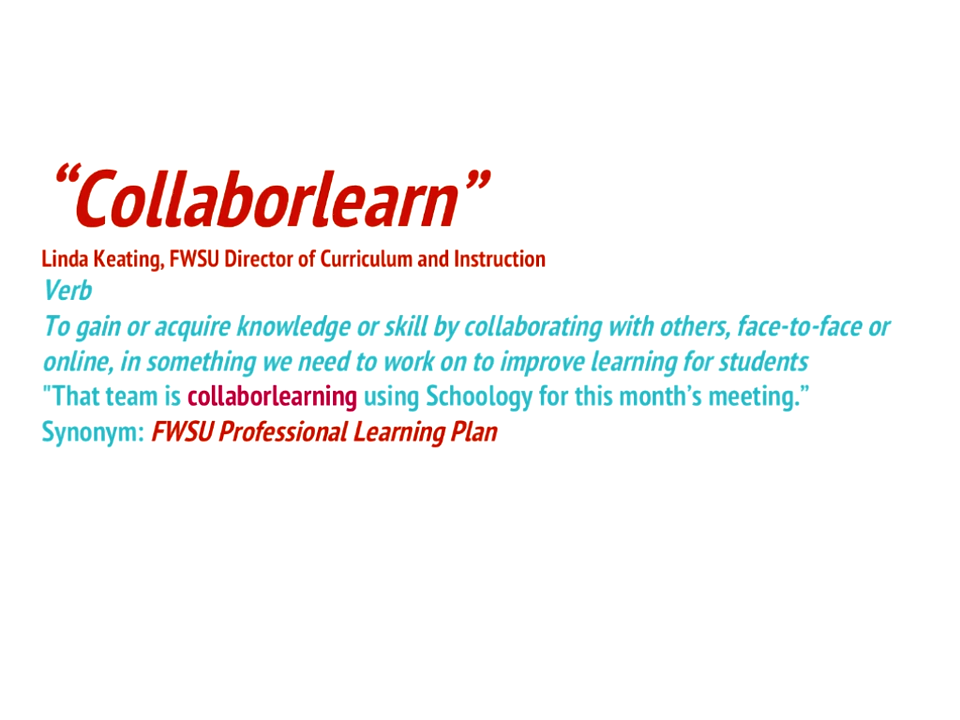 “Collaborlearn”
Linda Keating, FWSU Director of Curriculum and Instruction
Verb
To gain or acquire knowledge or skill by collaborating with others, face-to-face or
online, in something we need to work on to improve learning for students
"That team is collaborlearning using Schoology for this month’s meeting.”
Synonym: FWSU Professional Learning Plan